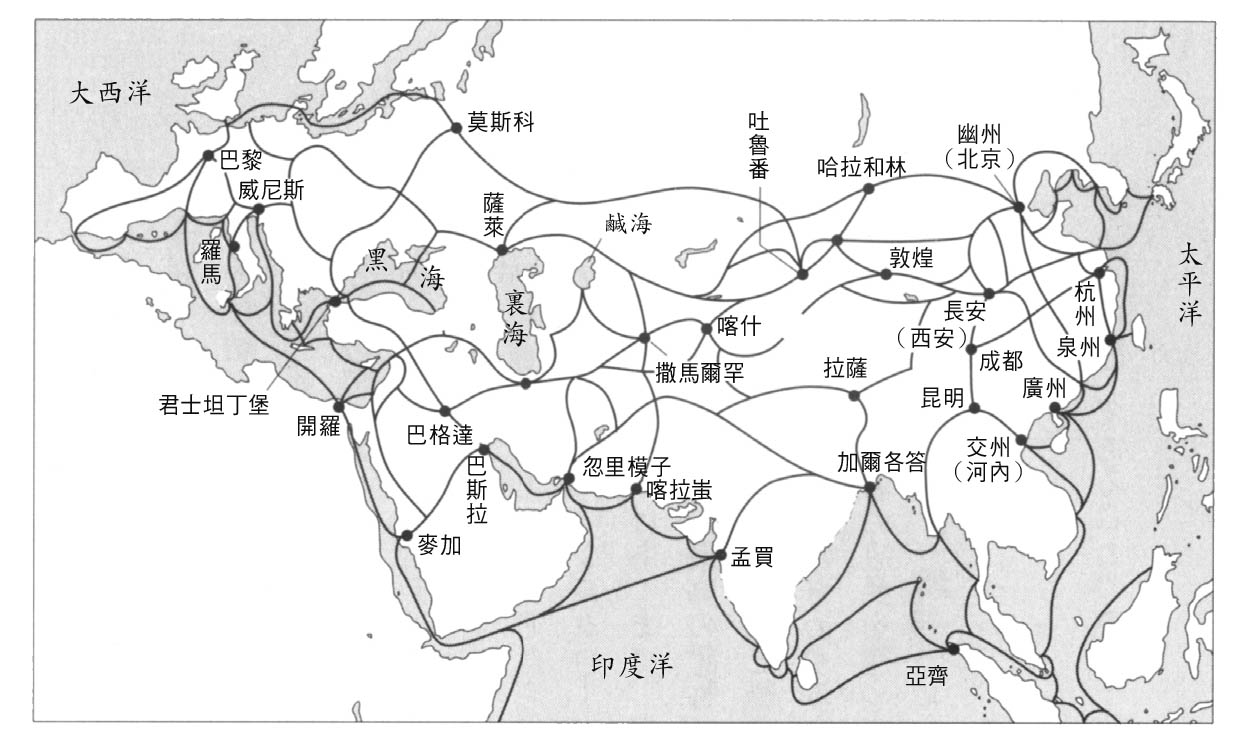 大西洋
莫斯科
巴黎
威尼斯
羅馬
黑海
薩萊
鹹海
裏海
吐魯番
哈拉和林
幽州
(北京)
敦煌
太平洋
杭州
長安
(西安)
泉州
喀什
撒馬爾罕
成都
拉薩
君士坦丁堡
開羅
巴格達
昆明
廣州
交州
(河內)
巴斯拉
忽里模子
喀拉蚩
加爾各答
麥加
孟買
印度洋
亞齊